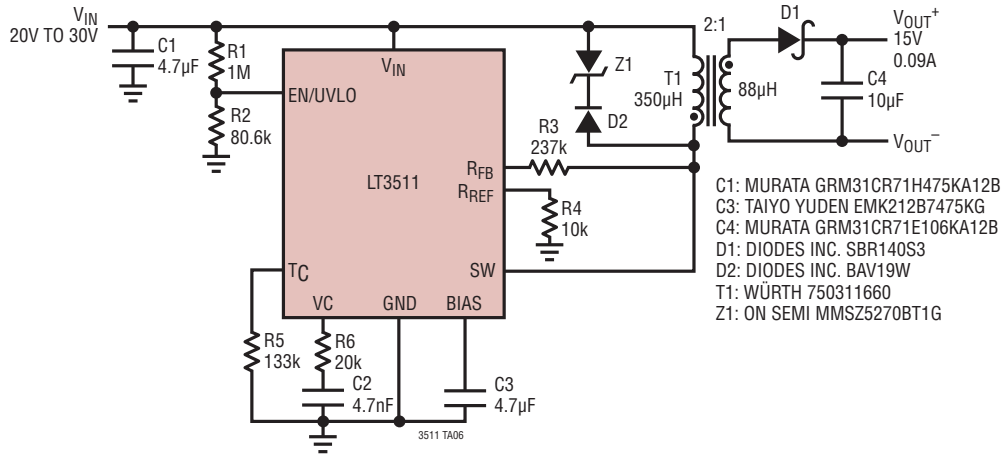 VIN
20V TO 30V
C1
4.7µF
R1
1M
R2
80.6k
VIN
EN/UVLO
LT3511
RFB
RREF
SW
TC
VC
GND
BIAS
Z1
D2
T1
350µH
2:1
88µH
D1
VOUT+
15V
0.09A
C4
10µF
VOUT–
R3
237k
R4
10k
R5
133k
R6
20k
C2
4.7nF
C3
4.7µF
3511 TA06
C1: MURATA GRM31CR71H475KA12B
C3: TAIYO YUDEN EMK212B7475KG
C4: MURATA GRM31CR71E106KA12B
D1: DIODES INC. SBR140S3
D2: DIODES INC. BAV19W
T1: WÜRTH 750311660
Z1: ON SEMI MMSZ5270BT1G